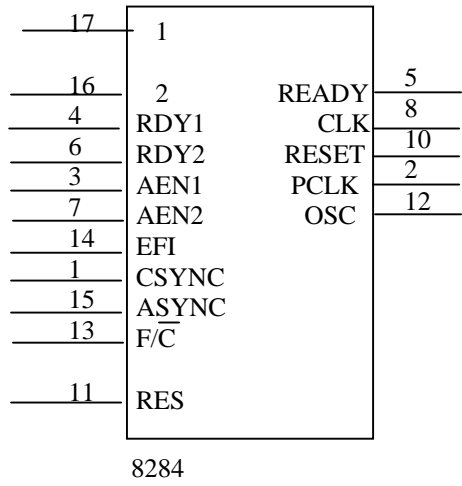 17 1
16 2 READY 5
4 RDY1 CLK 8
6 RDY2 RESET 10
3 AEN1 PCLK 2
7 AEN2 OSC 12
14 EFI
1 CSYNC
15 ASYNC
13 F/C̅
11 RES
8284